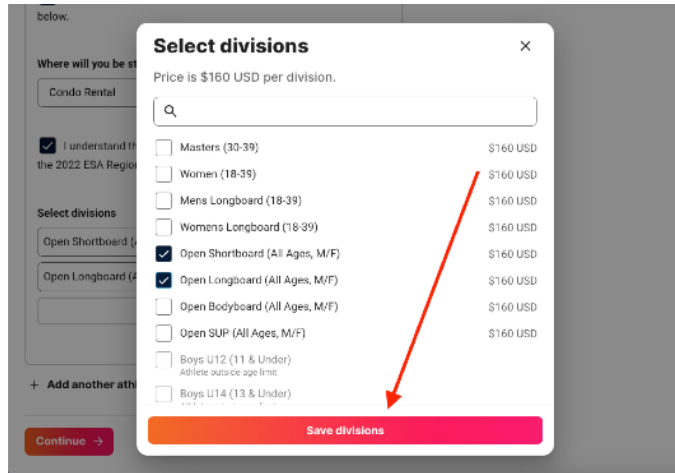 below.
Where will you be st
Condo Rental
I understand th
the 2022 ESA Region
Select divisions
Open Shortboard (
Open Longboard (A
+ Add another athl
Continue →
Select divisions
Price is $160 USD per division.
Masters (30-39) $160 USD
Women (18-39) $160 USD
Mens Longboard (18-39) $160 USD
Womens Longboard (18-39) $160 USD
Open Shortboard (All Ages, M/F) $160 USD
Open Longboard (All Ages, M/F) $160 USD
Open Bodyboard (All Ages, M/F) $160 USD
Open SUP (All Ages, M/F) $160 USD
Boys U12 (11 & Under)
Athlete outside age limit
Boys U14 (13 & Under)
Save divisions